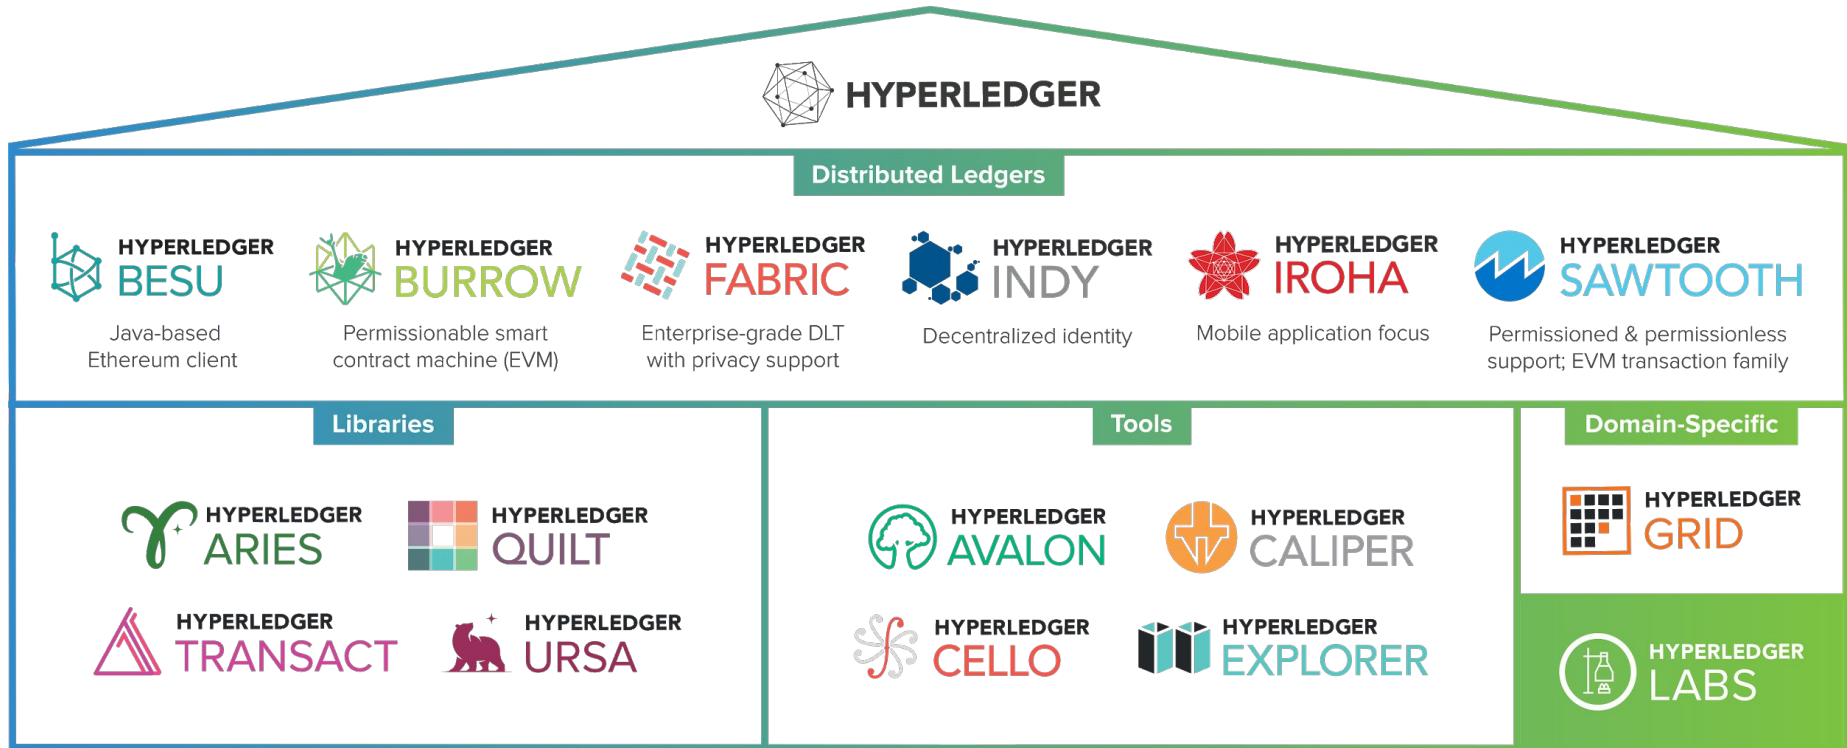 HYPERLEDGER
Distributed Ledgers
HYPERLEDGER
BESU
Java-based
Ethereum client
HYPERLEDGER
BURROW
Permissionable smart
contract machine (EVM)
HYPERLEDGER
FABRIC
Enterprise-grade DLT
with privacy support
HYPERLEDGER
INDY
Decentralized identity
HYPERLEDGER
IROHA
Mobile application focus
HYPERLEDGER
SAWTOOTH
Permissioned & permissionless
support; EVM transaction family
Libraries
HYPERLEDGER
ARIES
HYPERLEDGER
QUILT
HYPERLEDGER
TRANSACT
HYPERLEDGER
URSA
Tools
HYPERLEDGER
AVALON
HYPERLEDGER
CALIPER
HYPERLEDGER
CELLO
HYPERLEDGER
EXPLORER
Domain-Specific
HYPERLEDGER
GRID
HYPERLEDGER
LABS